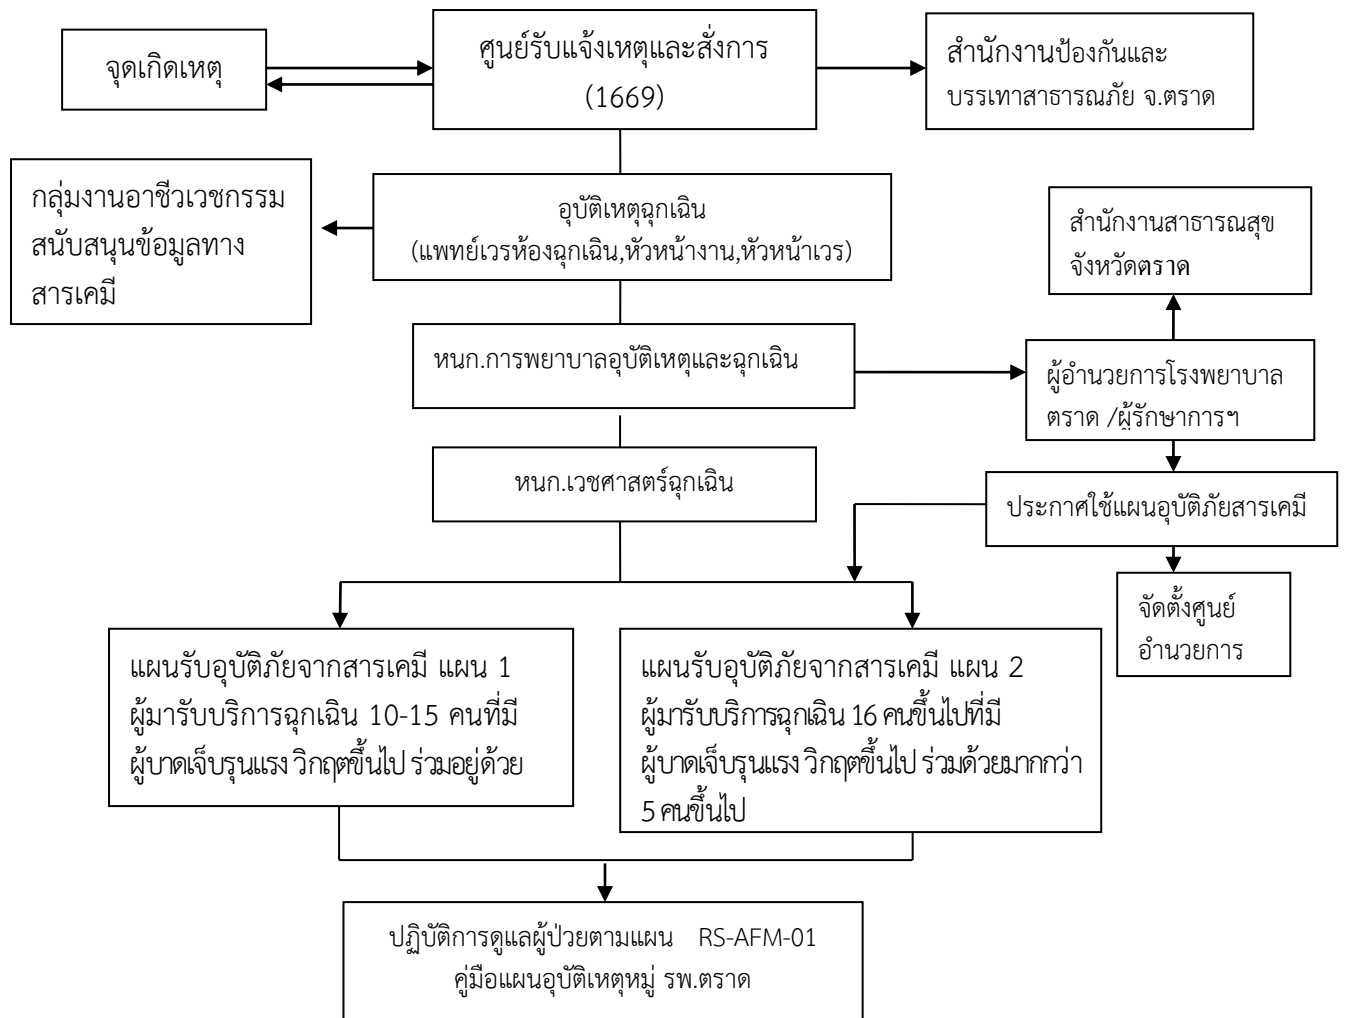 จุดเกิดเหตุ
ศูนย์รับแจ้งเหตุและสั่งการ
(1669)
สำนักงานป้องกันและ
บรรเทาสาธารณภัย จ.ตราด
กลุ่มงานอาชีวเวชกรรม
สนับสนุนข้อมูลทาง
สารเคมี
อุบัติเหตุฉุกเฉิน
(แพทย์เวรห้องฉุกเฉิน,หัวหน้างาน,หัวหน้าเวร)
สำนักงานสาธารณสุข
จังหวัดตราด
หนก.การพยาบาลอุบัติเหตุและฉุกเฉิน
ผู้อำนวยการโรงพยาบาล
ตราด /ผู้รักษาการฯ
หนก.เวชศาสตร์ฉุกเฉิน
ประกาศใช้แผนอุบัติภัยสารเคมี
จัดตั้งศูนย์
อำนวยการ
แผนรับอุบัติภัยจากสารเคมี แผน 1
ผู้มารับบริการฉุกเฉิน 10-15 คนที่มี
ผู้บาดเจ็บรุนแรง วิกฤตขึ้นไป ร่วมอยู่ด้วย
แผนรับอุบัติภัยจากสารเคมี แผน 2
ผู้มารับบริการฉุกเฉิน 16 คนขึ้นไปที่มี
ผู้บาดเจ็บรุนแรง วิกฤตขึ้นไป ร่วมด้วยมากกว่า
5 คนขึ้นไป
ปฏิบัติการดูแลผู้ป่วยตามแผน RS-AFM-01
คู่มือแผนอุบัติเหตุหมู่ รพ.ตราด